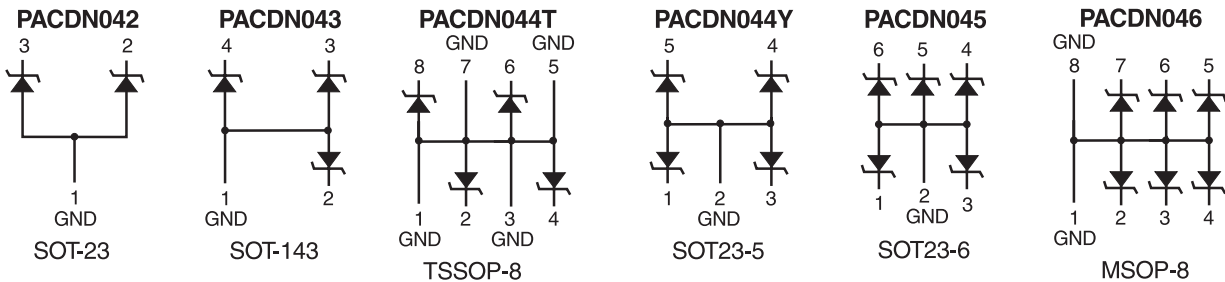 PACDN042
3 2
1
GND
SOT-23
PACDN043
4 3
1 2
GND
SOT-143
PACDN044T
GND GND
8 7 6 5
1 2 3 4
GND GND
TSSOP-8
PACDN044Y
5 4
1 2 3
GND
SOT23-5
PACDN045
6 5 4
1 2 3
GND
SOT23-6
PACDN046
GND
8 7 6 5
1 2 3 4
GND
MSOP-8